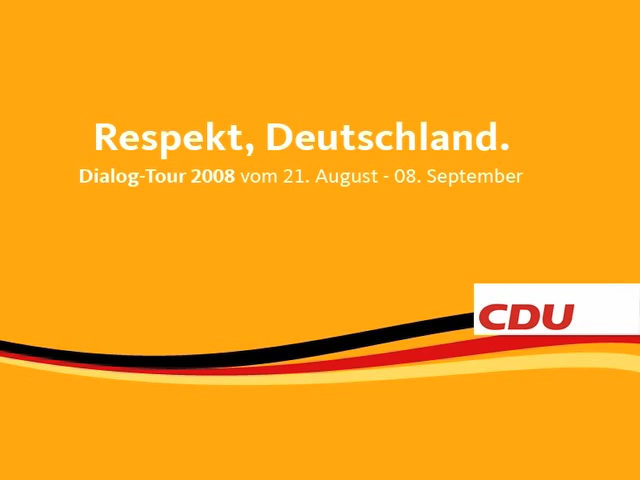 Respekt, Deutschland.
Dialog-Tour 2008 vom 21. August - 08. September
CDU